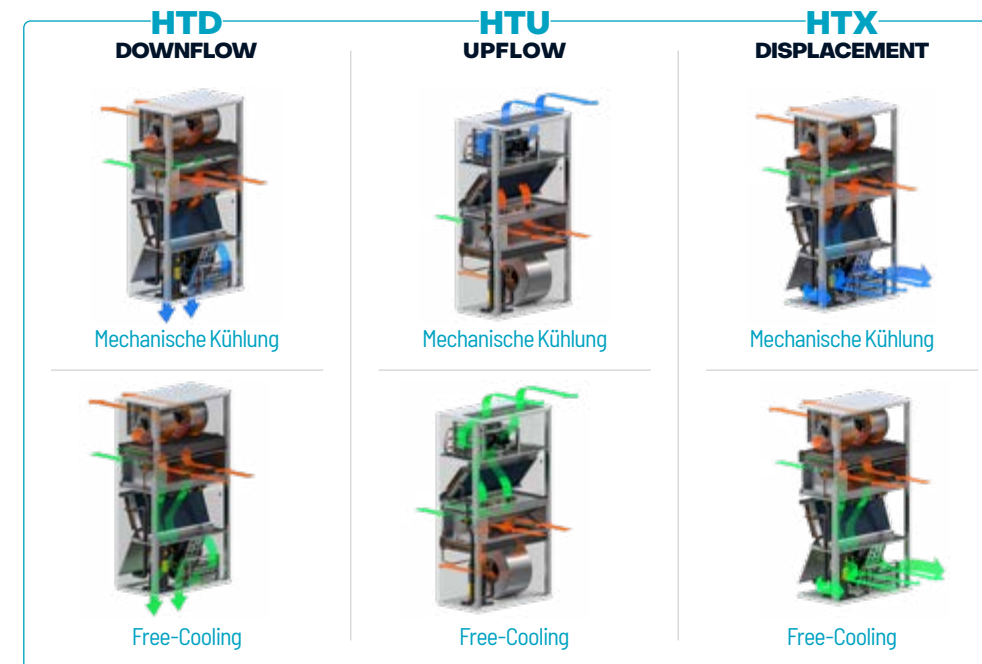 HTD
DOWNFLOW
HTU
UPFLOW
HTX
DISPLACEMENT
Mechanische Kühlung
Mechanische Kühlung
Mechanische Kühlung
Free-Cooling
Free-Cooling
Free-Cooling